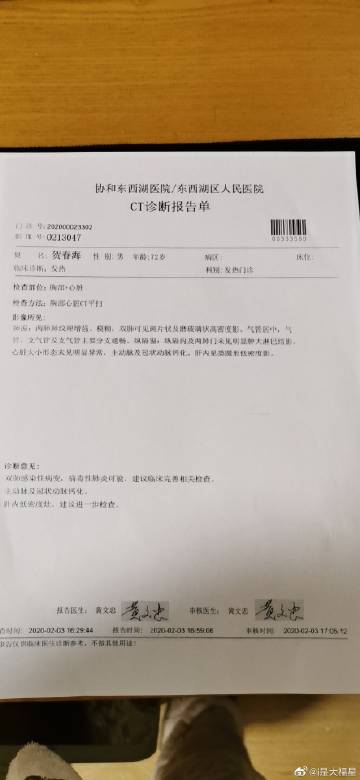 协和东西湖医院/东西湖区人民医院
CT诊断报告单
门 诊 号:202000023302
影 像 号:0213047
姓 名:贺春海 性 别:男 年龄:72岁 病区: 床位:
临床诊断:发热 科别:发热门诊
检查部位:胸部+心脏
检查方法:胸部心脏CT平扫
影像所见:
肺窗:两肺肺纹理增强、模糊,双肺可见斑片状及磨玻璃状高密度影。气管居中,气
管、支气管及支气管主要分支通畅。纵隔窗:纵隔内及两肺门未见明显肿大淋巴结影。
心脏大小形态未见明显异常,主动脉及冠状动脉钙化。肝内见类圆形低密度影。
诊断意见:
双肺感染性病变,病毒性肺炎可能,建议临床完善相关检查。
主动脉及冠状动脉钙化。
肝内低密度灶,建议进一步检查。
报告医生: 黄文忠 黄文忠 审核医生: 黄文忠 黄文忠
查时间: 2020-02-03 16:29:44 报告时间: 2020-02-03 16:59:06 审核时间: 2020-02-03 17:05:12
报告仅供临床医生诊断参考,不做其他用途!
@i是大福星